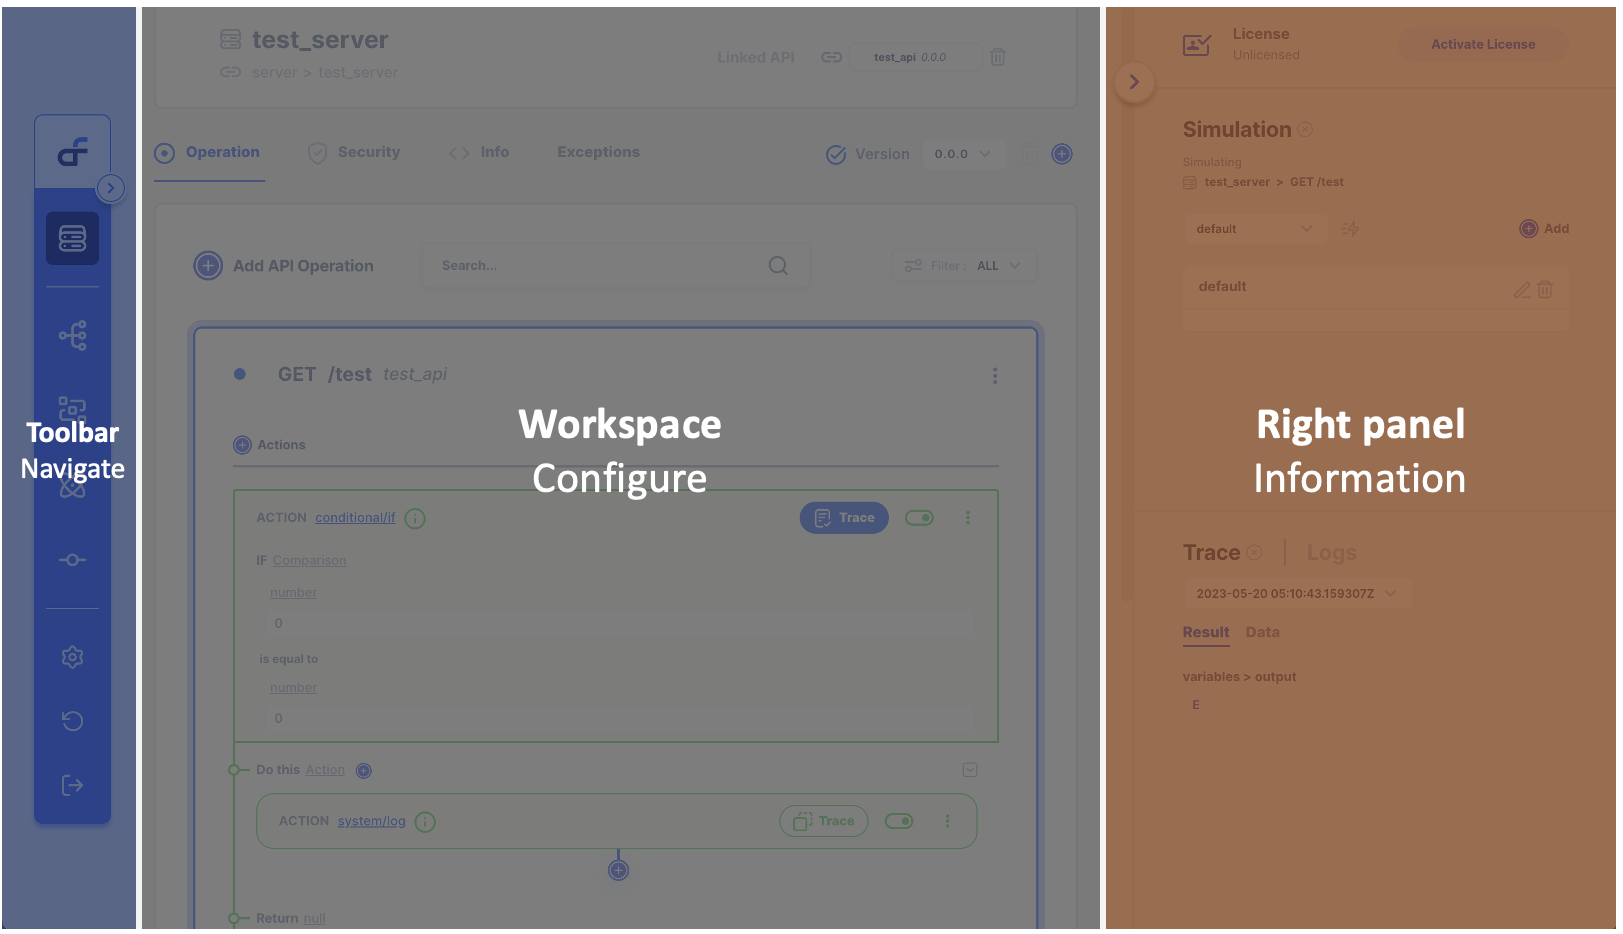 Toolbar
Navigate
test_server
server > test_server
Linked API
test_api 0.0.0
Operation
Security
Info
Exceptions
Version
0.0.0
Add API Operation
Search...
Filter :
ALL
GET /test test_api
Workspace
Configure
Actions
ACTION conditional/if
Trace
IF Comparison
number
0
is equal to
number
0
Do this Action
ACTION system/log
Trace
Return null
License
Unlicensed
Activate License
Simulation
Simulating
test_server > GET /test
default
Add
default
Right panel
Information
Trace
Logs
2023-05-20 05:10:43.159307Z
Result
Data
variables > output
E